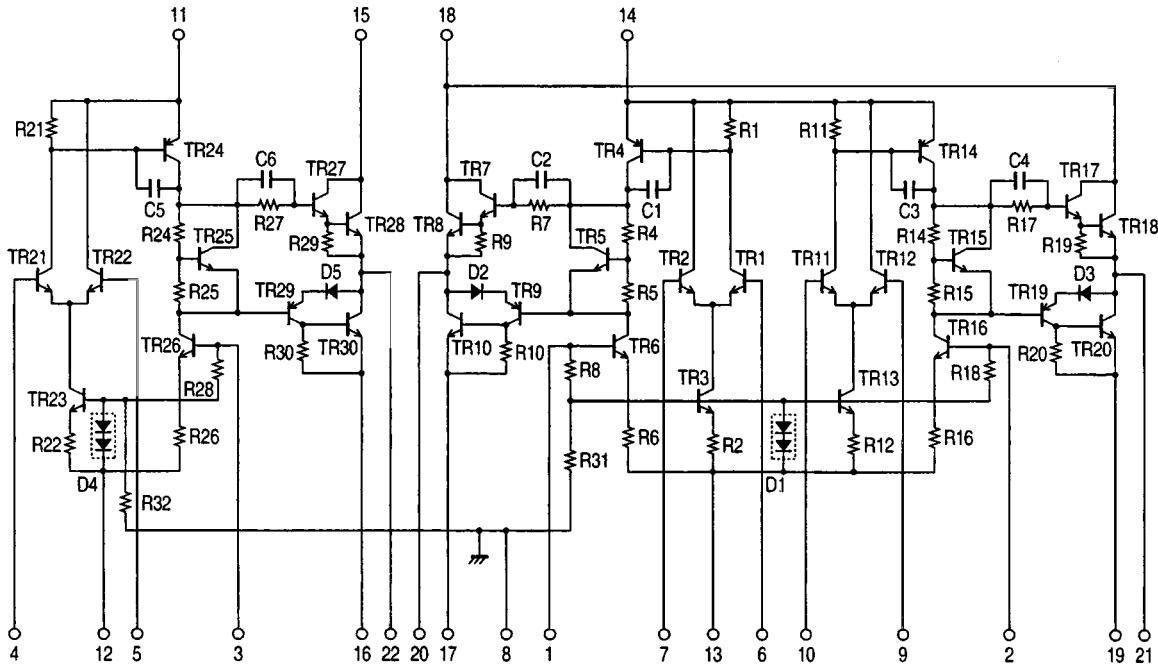 11 15 18 14
R21 R1 R11
TR24 TR4 TR14
C6 TR27 TR7 C2 C4 TR17
C5 R27 TR28 TR8 R7 C1 C3 R17 TR18
R24 TR25 R29 R9 TR5 R4 R14 TR15 R19
TR21 TR22 D5 D2 TR2 TR1 TR11 TR12 D3
R25 TR29 TR9 R5 R15 TR19
TR26 R30 TR30 TR10 R10 TR6 TR16 R20 TR20
R28 R8 TR3 TR13 R18
TR23
R22 R26 R6 R2 R12 R16
D4 R31 D1
R32
4 12 5 3 16 22 20 17 8 1 7 13 6 10 9 2 19 21